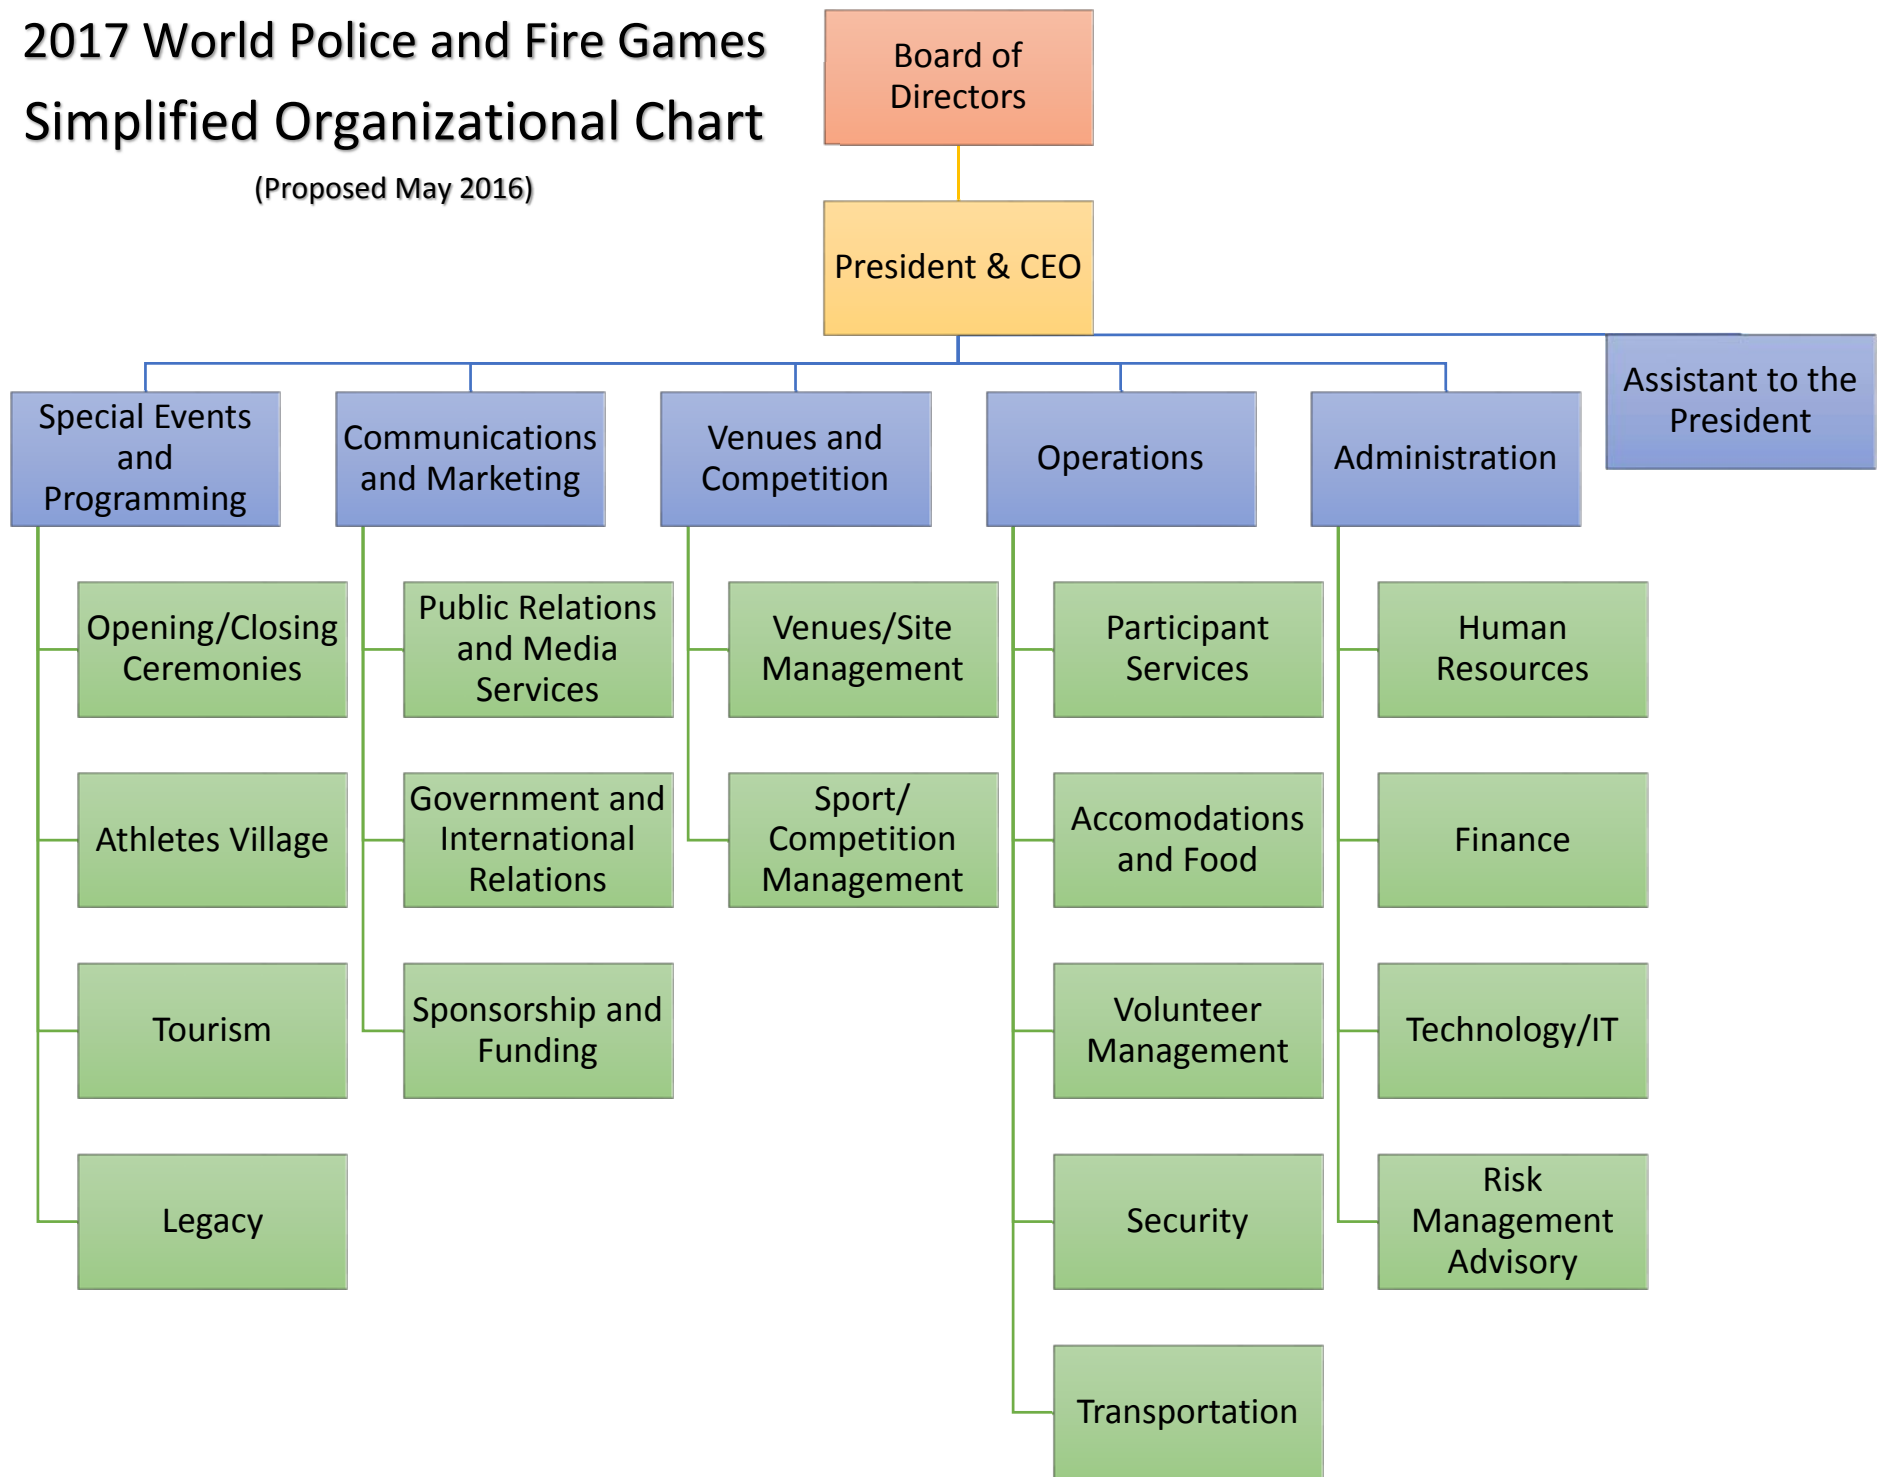 2017 World Police and Fire Games
Simplified Organizational Chart
(Proposed May 2016)
Board of
Directors
President & CEO
Assistant to the
President
Special Events
and
Programming
Communications
and Marketing
Venues and
Competition
Operations
Administration
Opening/Closing
Ceremonies
Athletes Village
Tourism
Legacy
Public Relations
and Media
Services
Government and
International
Relations
Sponsorship and
Funding
Venues/Site
Management
Sport/
Competition
Management
Participant
Services
Accomodations
and Food
Volunteer
Management
Security
Transportation
Human
Resources
Finance
Technology/IT
Risk
Management
Advisory